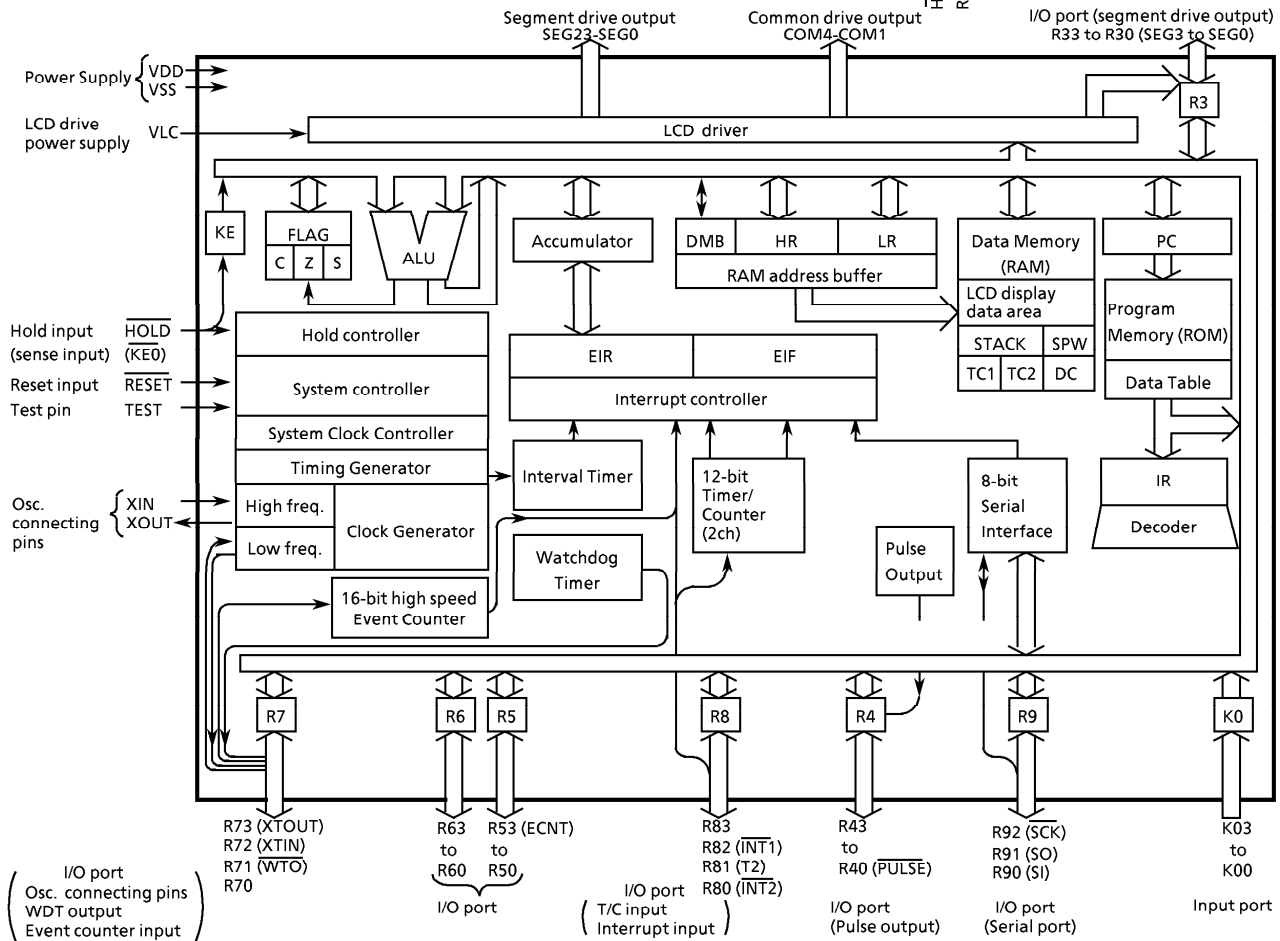 H
R
Segment drive output
SEG23-SEG0
Common drive output
COM4-COM1
I/O port (segment drive output)
R33 to R30 (SEG3 to SEG0)
Power Supply
VDD
VSS
R3
LCD drive
power supply
VLC
LCD driver
KE
FLAG
C Z S
ALU
Accumulator
DMB HR LR
RAM address buffer
Data Memory
(RAM)
LCD display
data area
STACK SPW
TC1 TC2 DC
PC
Program
Memory (ROM)
Data Table
Hold input
(sense input)
HOLD
(KE0)
Reset input
RESET
Test pin
TEST
Hold controller
System controller
System Clock Controller
Timing Generator
High freq.
Low freq.
Clock Generator
EIR EIF
Interrupt controller
Interval Timer
12-bit
Timer/
Counter
(2ch)
8-bit
Serial
Interface
IR
Decoder
Osc.
connecting
pins
XIN
XOUT
Watchdog
Timer
Pulse
Output
16-bit high speed
Event Counter
R7
R6
R5
R8
R4
R9
K0
R73 (XTOUT)
R72 (XTIN)
R71 (WTO)
R70
I/O port
Osc. connecting pins
WDT output
Event counter input
R63
to
R60
R53 (ECNT)
to
R50
I/O port
R83
R82 (INT1)
R81 (T2)
R80 (INT2)
I/O port
T/C input
Interrupt input
R43
to
R40 (PULSE)
I/O port
(Pulse output)
R92 (SCK)
R91 (SO)
R90 (SI)
I/O port
(Serial port)
K03
to
K00
Input port